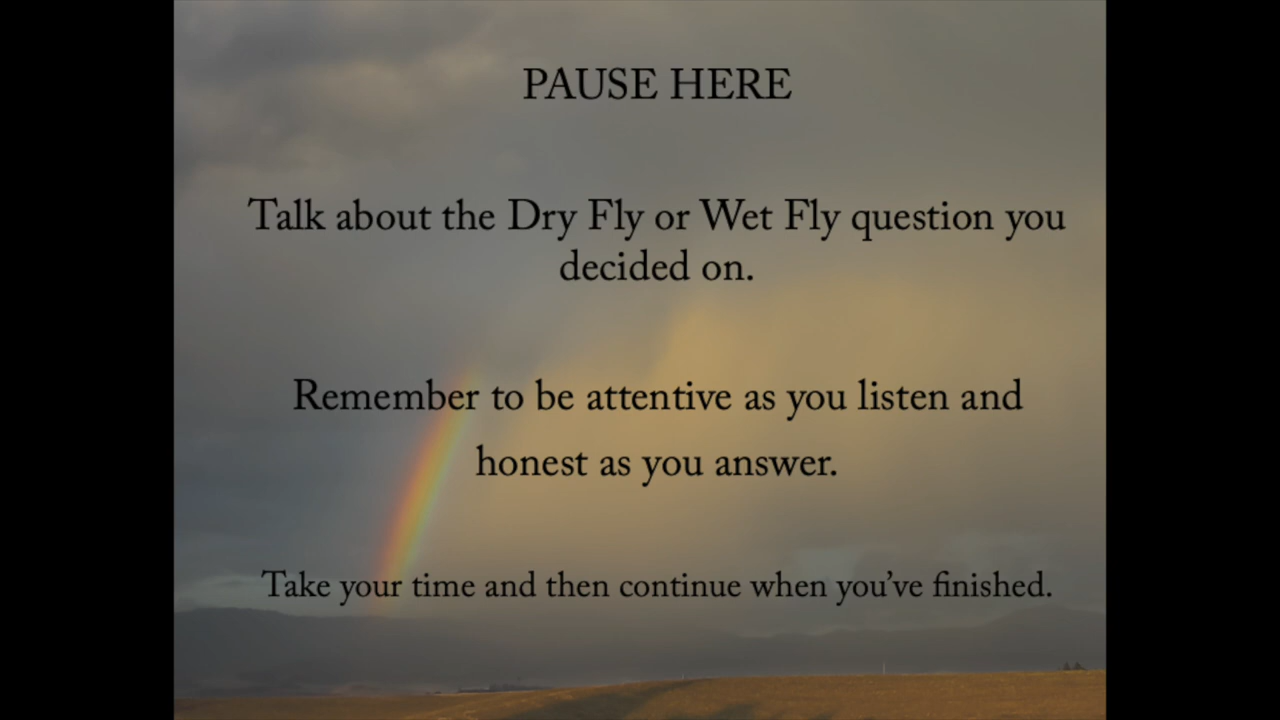 PAUSE HERE
Talk about the Dry Fly or Wet Fly question you
decided on.
Remember to be attentive as you listen and
honest as you answer.
Take your time and then continue when you’ve finished.